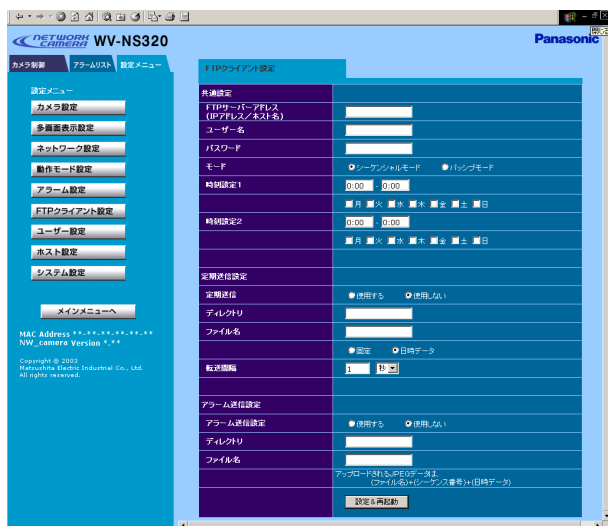 NETWORK CAMERA WV-NS320
Panasonic
カメラ制御 アラームリスト 設定メニュー
設定メニュー
カメラ設定
多画面表示設定
ネットワーク設定
動作モード設定
アラーム設定
FTPクライアント設定
ユーザー設定
ホスト設定
システム設定
メインメニューへ
MAC Address **-**-**-**-**-**
NW_camera Version *.**
Copyright © 2003
Matsushita Electric Industrial Co., Ltd.
All rights reserved.
FTPクライアント設定
共通設定
FTPサーバーアドレス
(IPアドレス/ホスト名)
ユーザー名
パスワード
モード シーケンシャルモード パッシブモード
時刻設定1 0:00 - 0:00
月 火 水 木 金 土 日
時刻設定2 0:00 - 0:00
月 火 水 木 金 土 日
定期送信設定
定期送信 使用する 使用しない
ディレクトリ
ファイル名
固定 日時データ
転送間隔 1 秒
アラーム送信設定
アラーム送信設定 使用する 使用しない
ディレクトリ
ファイル名
アップロードされるJPEGデータは、
(ファイル名)+(シーケンス番号)+(日時データ)
設定&再起動